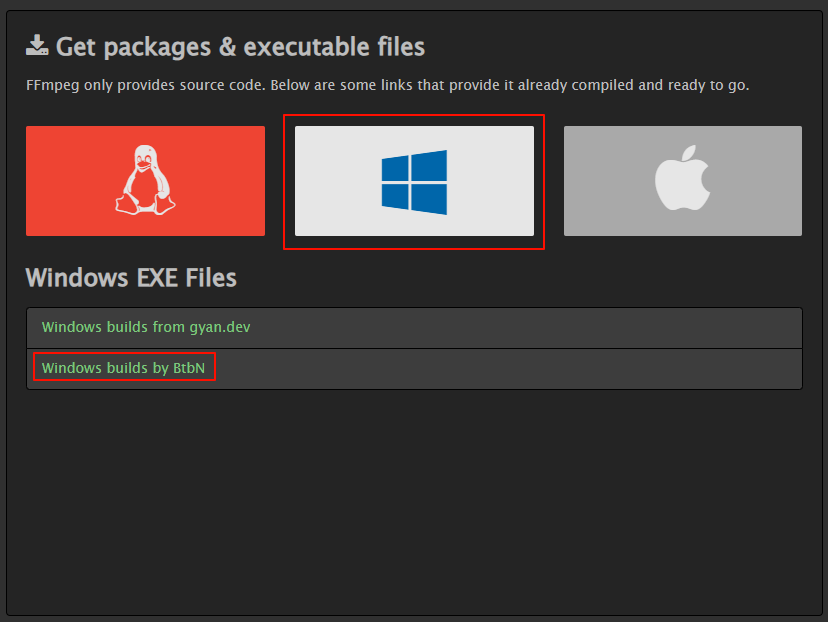 Get packages & executable files
FFmpeg only provides source code. Below are some links that provide it already compiled and ready to go.
Windows EXE Files
Windows builds from gyan.dev
Windows builds by BtbN